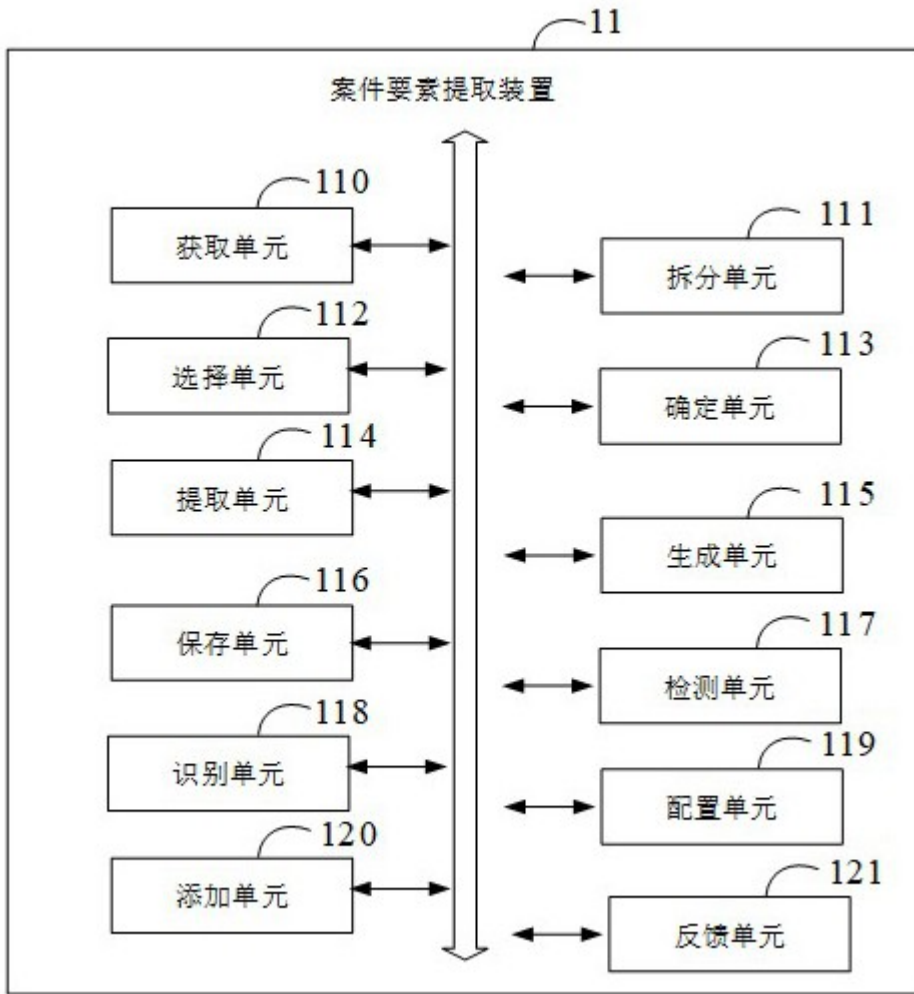 11
案件要素提取装置
110
获取单元
111
拆分单元
112
选择单元
113
确定单元
114
提取单元
115
生成单元
116
保存单元
117
检测单元
118
识别单元
119
配置单元
120
添加单元
121
反馈单元